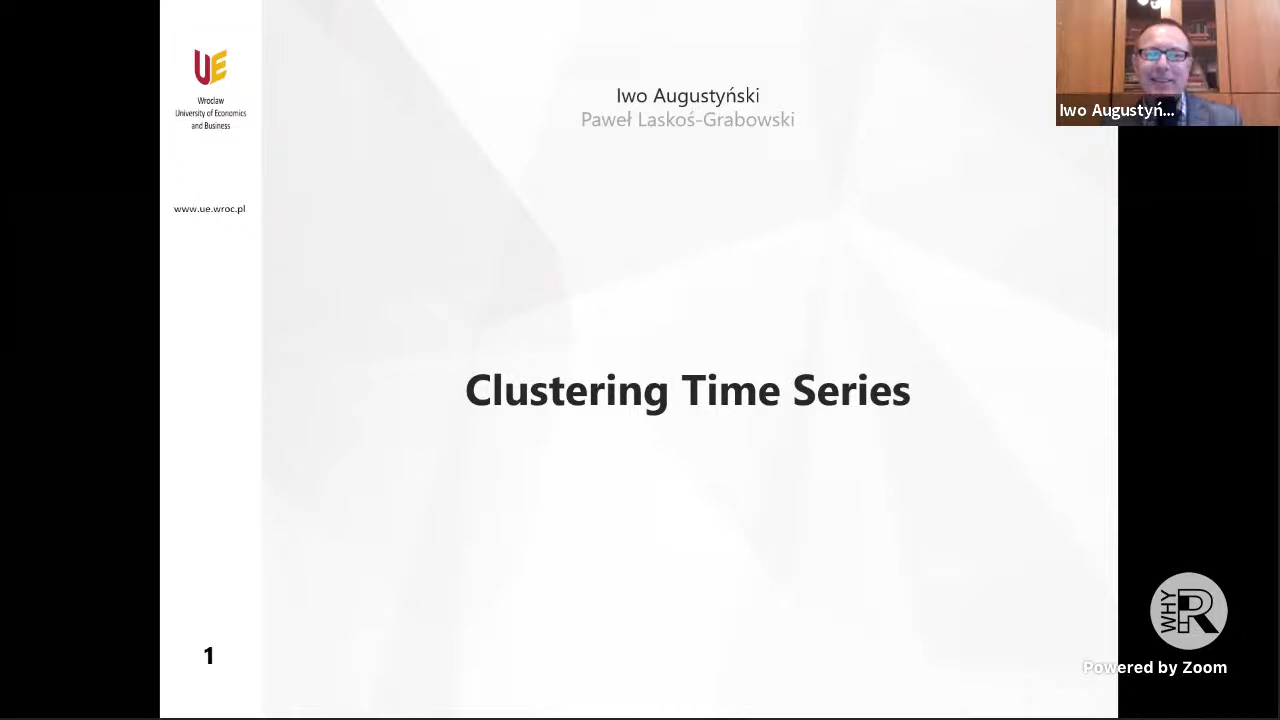 UE
Wroclaw
University of Economics
and Business
www.ue.wroc.pl
Iwo Augustyński
Paweł Laskoś-Grabowski
Clustering Time Series
1
Iwo Augustyń...
WHY R?
Powered by Zoom